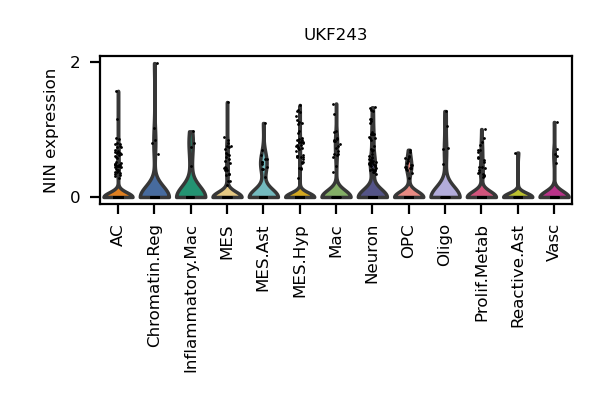 UKF243
NIN expression
2
0
AC
Chromatin.Reg
Inflammatory.Mac
MES
MES.Ast
MES.Hyp
Mac
Neuron
OPC
Oligo
Prolif.Metab
Reactive.Ast
Vasc